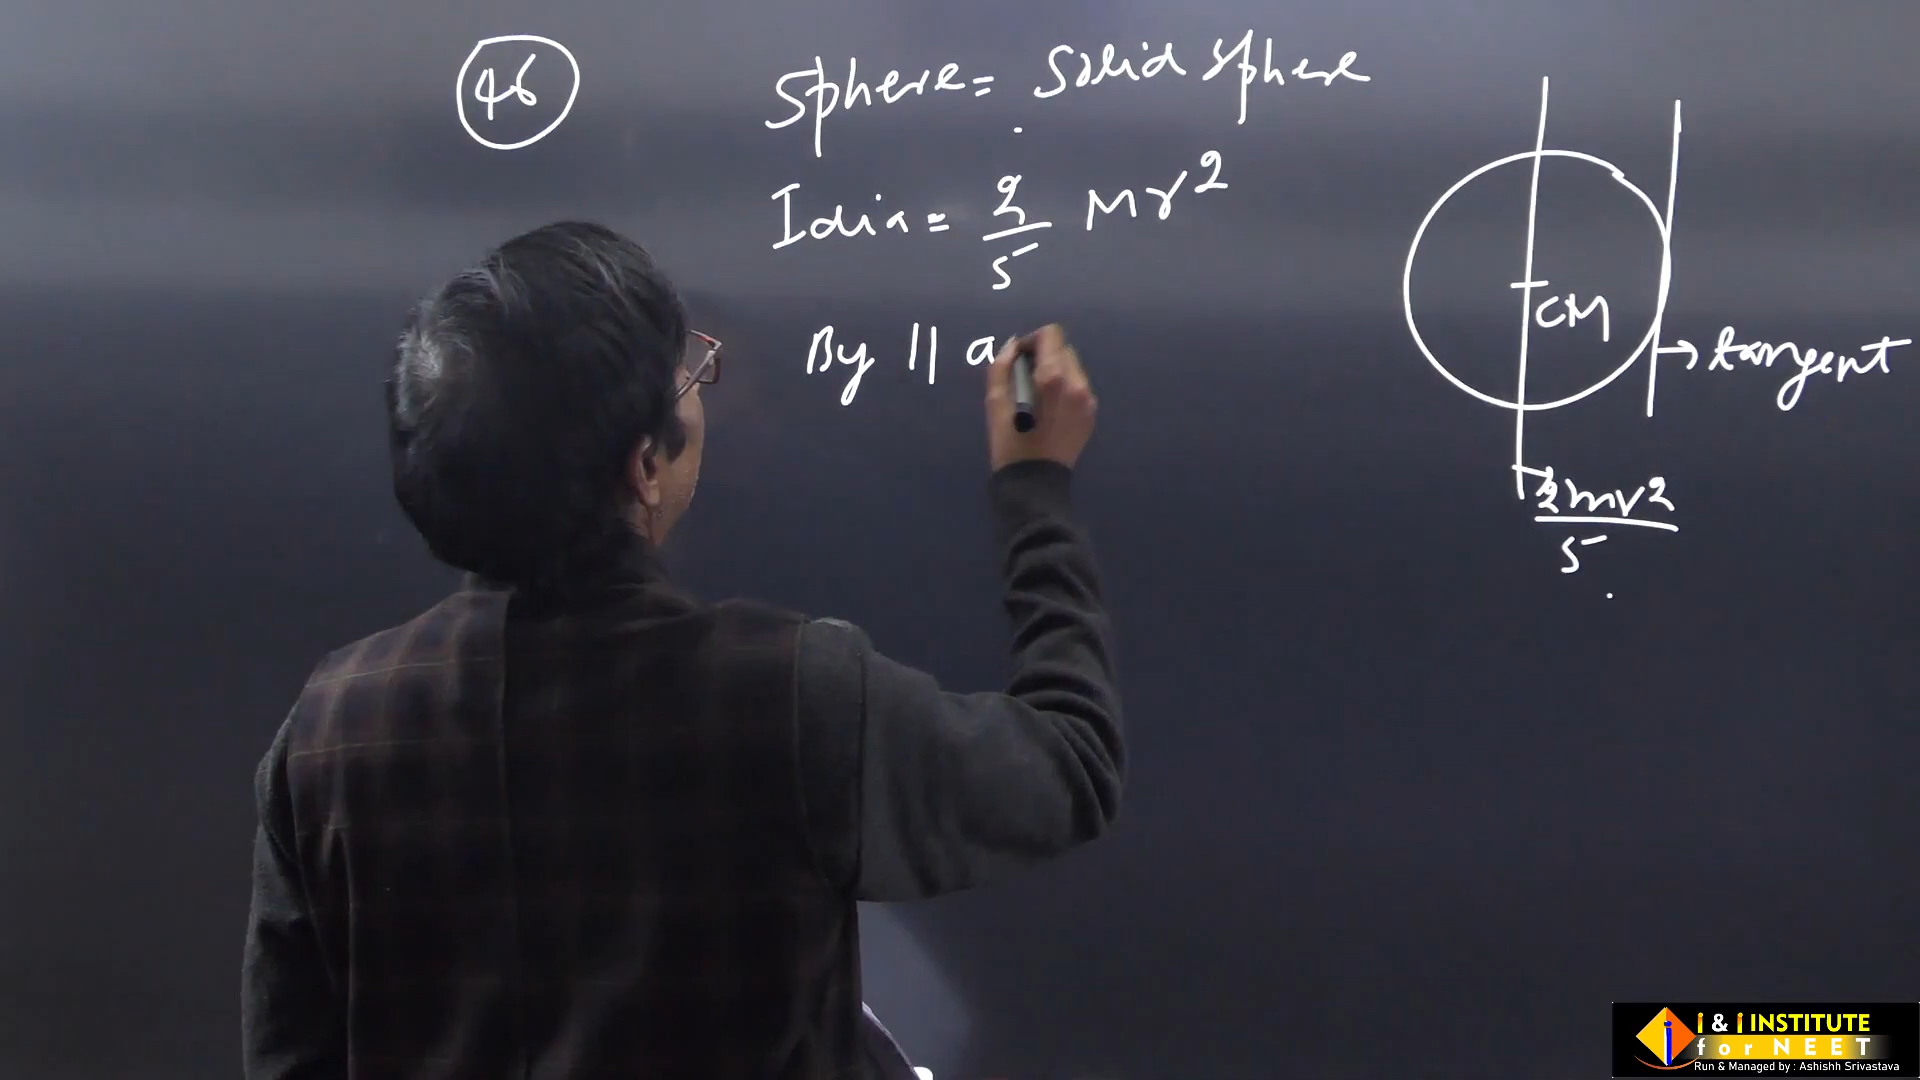 46
Sphere = Solid sphere
Idia = 2/5 Mr²
By || a
CM
→ tangent
2mr²/5
i & i INSTITUTE
for NEET
Run & Managed by : Ashishh Srivastava